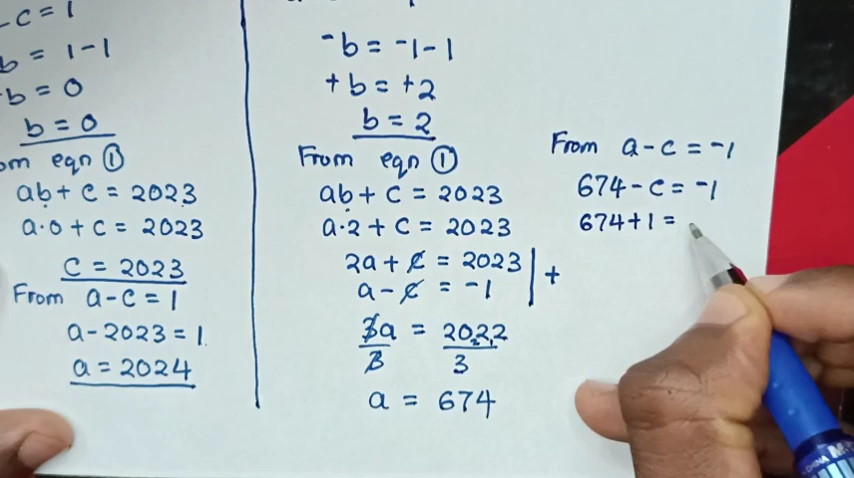 -c = 1
b = 1-1
b = 0
b = 0
om eqn ①
ab + c = 2023
a·0 + c = 2023
c = 2023
From a-c = 1
a-2023 = 1
a = 2024
-b = -1-1
+b = +2
b = 2
From eqn ①
ab + c = 2023
a·2 + c = 2023
2a + c = 2023
a - c = -1
+
3a = 2022
3 3
a = 674
From a-c = -1
674-c = -1
674+1 =